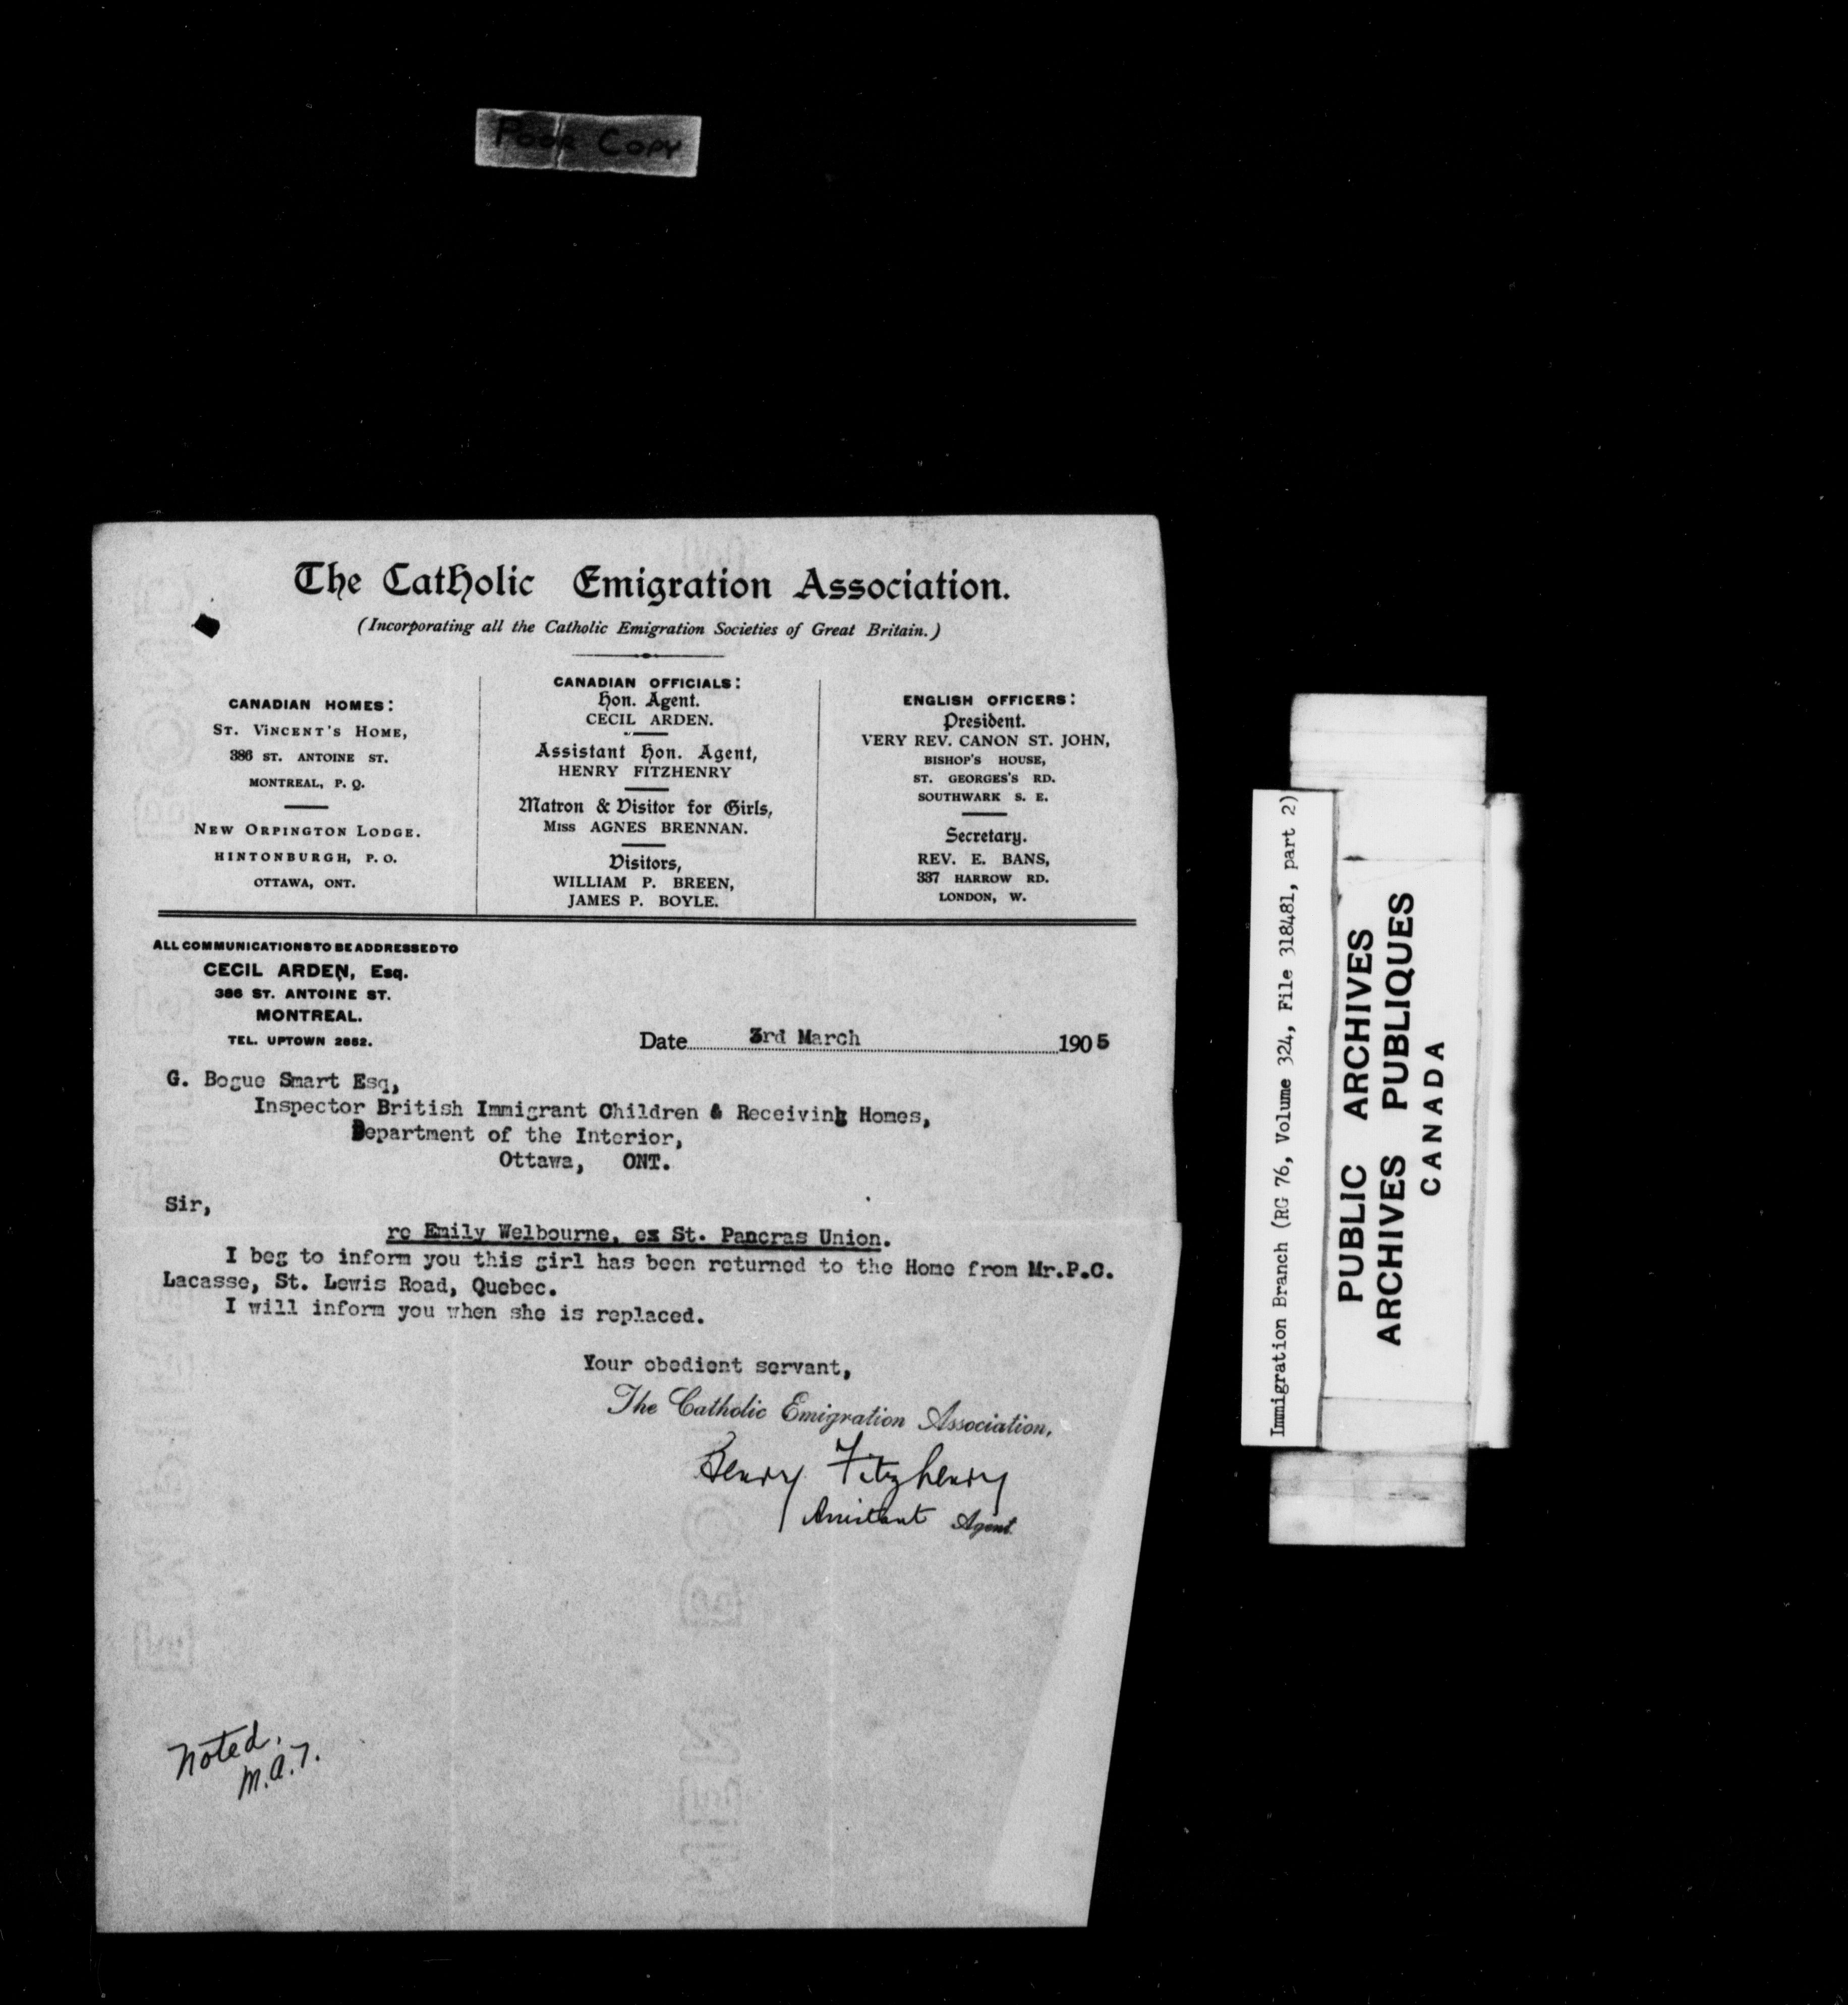 Poor Copy
The Catholic Emigration Association.
(Incorporating all the Catholic Emigration Societies of Great Britain.)
CANADIAN HOMES:
ST. VINCENT'S HOME,
386 ST. ANTOINE ST.
MONTREAL, P. Q.
NEW ORPINGTON LODGE.
HINTONBURGH, P. O.
OTTAWA, ONT.
CANADIAN OFFICIALS:
Hon. Agent.
CECIL ARDEN.
Assistant Hon. Agent,
HENRY FITZHENRY
Matron & Visitor for Girls,
Miss AGNES BRENNAN.
Visitors,
WILLIAM P. BREEN,
JAMES P. BOYLE.
ENGLISH OFFICERS:
President.
VERY REV. CANON ST. JOHN,
BISHOP'S HOUSE,
ST. GEORGES'S RD.
SOUTHWARK S. E.
Secretary.
REV. E. BANS,
337 HARROW RD.
LONDON, W.
ALL COMMUNICATIONS TO BE ADDRESSED TO
CECIL ARDEN, Esq.
386 ST. ANTOINE ST.
MONTREAL.
TEL. UPTOWN 2852.
Date 3rd March 1905
G. Bogue Smart Esq,
Inspector British Immigrant Children & Receiving Homes,
Department of the Interior,
Ottawa, ONT.
Sir,
re Emily Welbourne, ex St. Pancras Union.
I beg to inform you this girl has been returned to the Home from Mr.P.C.
Lacasse, St. Lewis Road, Quebec.
I will inform you when she is replaced.
Your obedient servant,
The Catholic Emigration Association,
Henry Fitzhenry
Assistant Agent
Noted.
M.A.7.
Immigration Branch (RG 76, Volume 324, File 318481, part 2)
PUBLIC ARCHIVES
ARCHIVES PUBLIQUES
CANADA